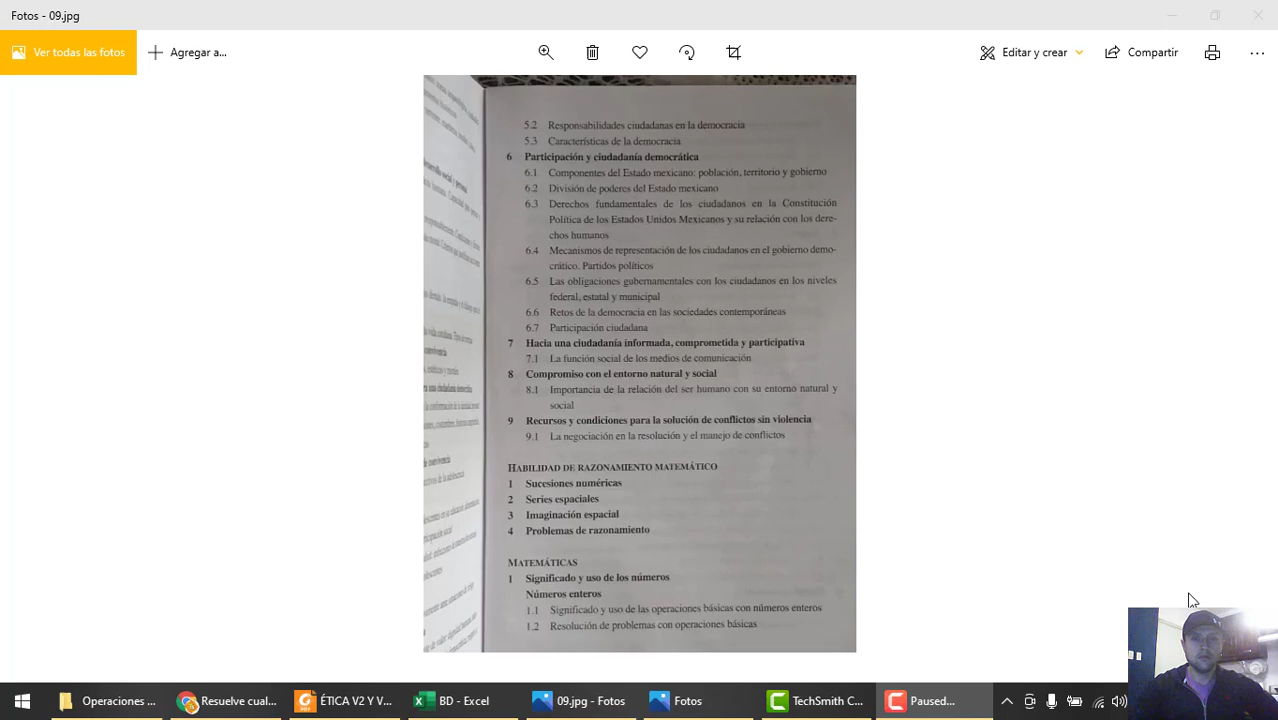 Fotos - 09.jpg
Ver todas las fotos
Agregar a...
Editar y crear
Compartir
5.2 Responsabilidades ciudadanas en la democracia
5.3 Características de la democracia
6 Participación y ciudadanía democrática
6.1 Componentes del Estado mexicano: población, territorio y gobierno
6.2 División de poderes del Estado mexicano
6.3 Derechos fundamentales de los ciudadanos en la Constitución
Política de los Estados Unidos Mexicanos y su relación con los dere-
chos humanos
6.4 Mecanismos de representación de los ciudadanos en el gobierno demo-
crático. Partidos políticos
6.5 Las obligaciones gubernamentales con los ciudadanos en los niveles
federal, estatal y municipal
6.6 Retos de la democracia en las sociedades contemporáneas
6.7 Participación ciudadana
7 Hacia una ciudadanía informada, comprometida y participativa
7.1 La función social de los medios de comunicación
8 Compromiso con el entorno natural y social
8.1 Importancia de la relación del ser humano con su entorno natural y
social
9 Recursos y condiciones para la solución de conflictos sin violencia
9.1 La negociación en la resolución y el manejo de conflictos
HABILIDAD DE RAZONAMIENTO MATEMÁTICO
1 Sucesiones numéricas
2 Series espaciales
3 Imaginación espacial
4 Problemas de razonamiento
MATEMÁTICAS
1 Significado y uso de los números
Números enteros
1.1 Significado y uso de las operaciones básicas con números enteros
1.2 Resolución de problemas con operaciones básicas
Operaciones ...
Resuelve cual...
ÉTICA V2 Y V...
BD - Excel
09.jpg - Fotos
Fotos
TechSmith C...
Paused...